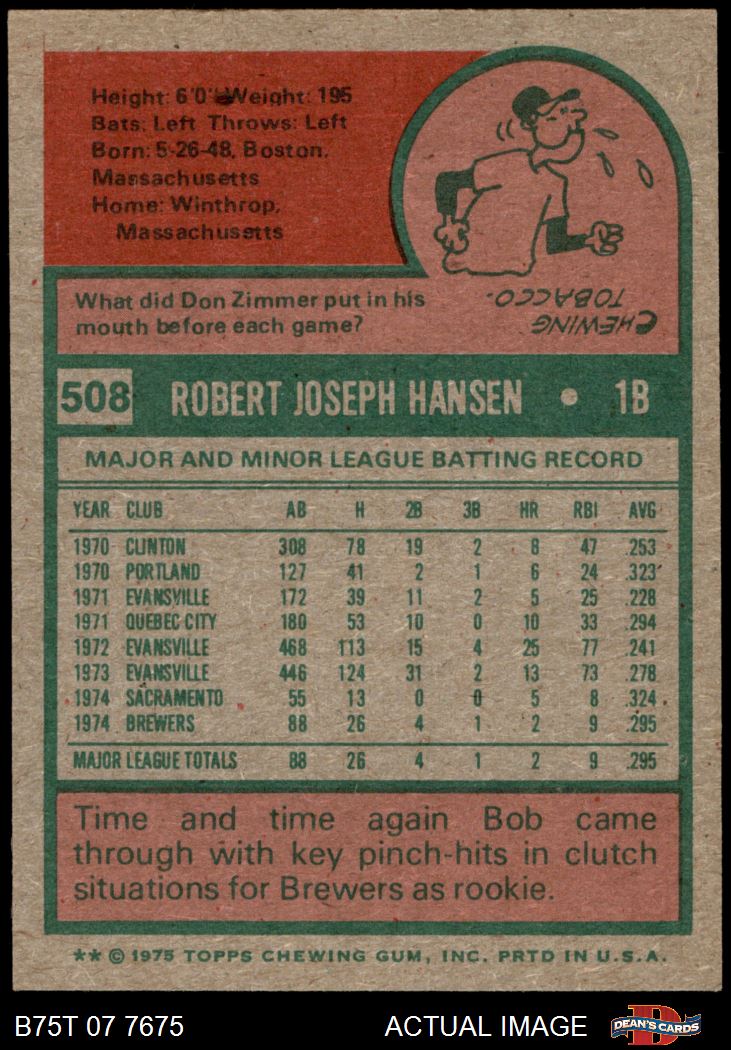 Height: 6'0" Weight: 195
Bats: Left Throws: Left
Born: 5-26-48, Boston,
Massachusetts
Home: Winthrop,
Massachusetts
What did Don Zimmer put in his
mouth before each game?
CHEWING
TOBACCO.
508 ROBERT JOSEPH HANSEN • 1B
MAJOR AND MINOR LEAGUE BATTING RECORD
YEAR CLUB AB H 2B 3B HR RBI AVG
1970 CLINTON 308 78 19 2 8 47 .253
1970 PORTLAND 127 41 2 1 6 24 .323
1971 EVANSVILLE 172 39 11 2 5 25 .228
1971 QUEBEC CITY 180 53 10 0 10 33 .294
1972 EVANSVILLE 468 113 15 4 25 77 .241
1973 EVANSVILLE 446 124 31 2 13 73 .278
1974 SACRAMENTO 55 13 0 0 5 8 .324
1974 BREWERS 88 26 4 1 2 9 .295
MAJOR LEAGUE TOTALS 88 26 4 1 2 9 .295
Time and time again Bob came
through with key pinch-hits in clutch
situations for Brewers as rookie.
** © 1975 TOPPS CHEWING GUM, INC. PRTD IN U.S.A.
B75T 07 7675 ACTUAL IMAGE DEAN'S CARDS